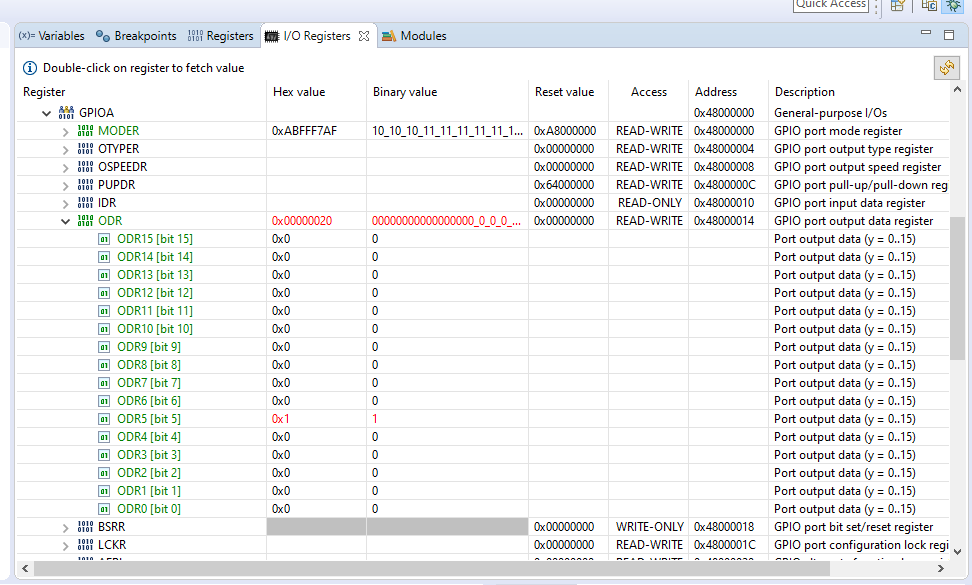 Quick Access
(x)= Variables Breakpoints 1010 0101 Registers I/O Registers Modules
Double-click on register to fetch value
Register Hex value Binary value Reset value Access Address Description
GPIOA 0x48000000 General-purpose I/Os
MODER 0xABFFF7AF 10_10_10_11_11_11_11_11_1... 0xA8000000 READ-WRITE 0x48000000 GPIO port mode register
OTYPER 0x00000000 READ-WRITE 0x48000004 GPIO port output type register
OSPEEDR 0x00000000 READ-WRITE 0x48000008 GPIO port output speed register
PUPDR 0x64000000 READ-WRITE 0x4800000C GPIO port pull-up/pull-down reg
IDR 0x00000000 READ-ONLY 0x48000010 GPIO port input data register
ODR 0x00000020 0000000000000000_0_0_0_... 0x00000000 READ-WRITE 0x48000014 GPIO port output data register
ODR15 [bit 15] 0x0 0 Port output data (y = 0..15)
ODR14 [bit 14] 0x0 0 Port output data (y = 0..15)
ODR13 [bit 13] 0x0 0 Port output data (y = 0..15)
ODR12 [bit 12] 0x0 0 Port output data (y = 0..15)
ODR11 [bit 11] 0x0 0 Port output data (y = 0..15)
ODR10 [bit 10] 0x0 0 Port output data (y = 0..15)
ODR9 [bit 9] 0x0 0 Port output data (y = 0..15)
ODR8 [bit 8] 0x0 0 Port output data (y = 0..15)
ODR7 [bit 7] 0x0 0 Port output data (y = 0..15)
ODR6 [bit 6] 0x0 0 Port output data (y = 0..15)
ODR5 [bit 5] 0x1 1 Port output data (y = 0..15)
ODR4 [bit 4] 0x0 0 Port output data (y = 0..15)
ODR3 [bit 3] 0x0 0 Port output data (y = 0..15)
ODR2 [bit 2] 0x0 0 Port output data (y = 0..15)
ODR1 [bit 1] 0x0 0 Port output data (y = 0..15)
ODR0 [bit 0] 0x0 0 Port output data (y = 0..15)
BSRR 0x00000000 WRITE-ONLY 0x48000018 GPIO port bit set/reset register
LCKR 0x00000000 READ-WRITE 0x4800001C GPIO port configuration lock regi